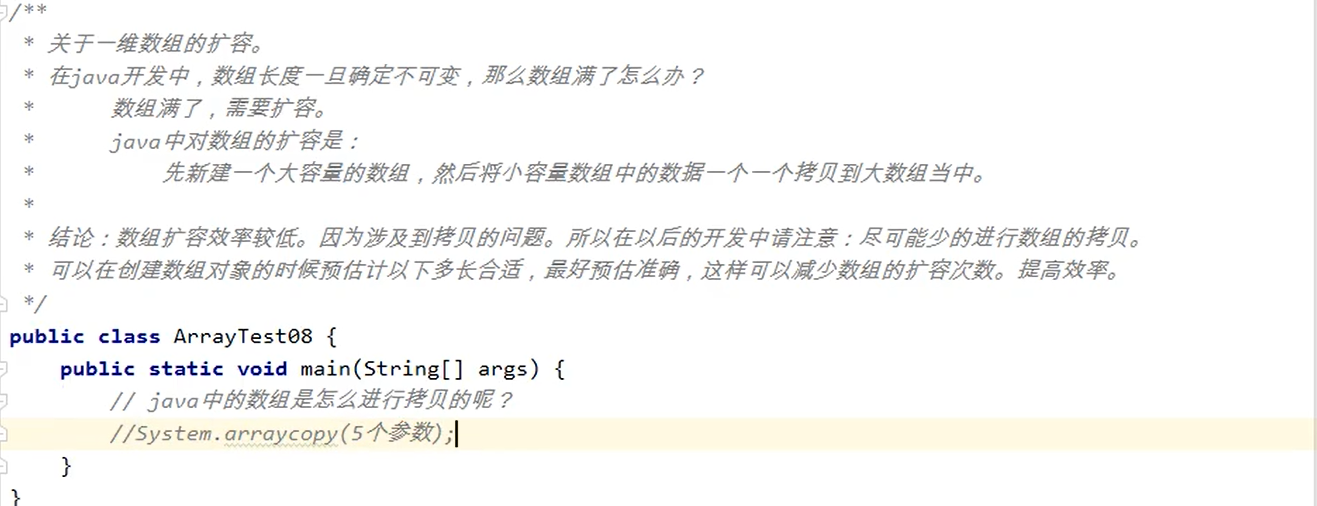 /**
 * 关于一维数组的扩容。
 * 在java开发中，数组长度一旦确定不可变，那么数组满了怎么办？
 *      数组满了，需要扩容。
 *      java中对数组的扩容是：
 *          先新建一个大容量的数组，然后将小容量数组中的数据一个一个拷贝到大数组当中。
 *
 * 结论：数组扩容效率较低。因为涉及到拷贝的问题。所以在以后的开发中请注意：尽可能少的进行数组的拷贝。
 * 可以在创建数组对象的时候预估计以下多长合适，最好预估准确，这样可以减少数组的扩容次数。提高效率。
 */
public class ArrayTest08 {
    public static void main(String[] args) {
        // java中的数组是怎么进行拷贝的呢？
        //System.arraycopy(5个参数);
    }
}